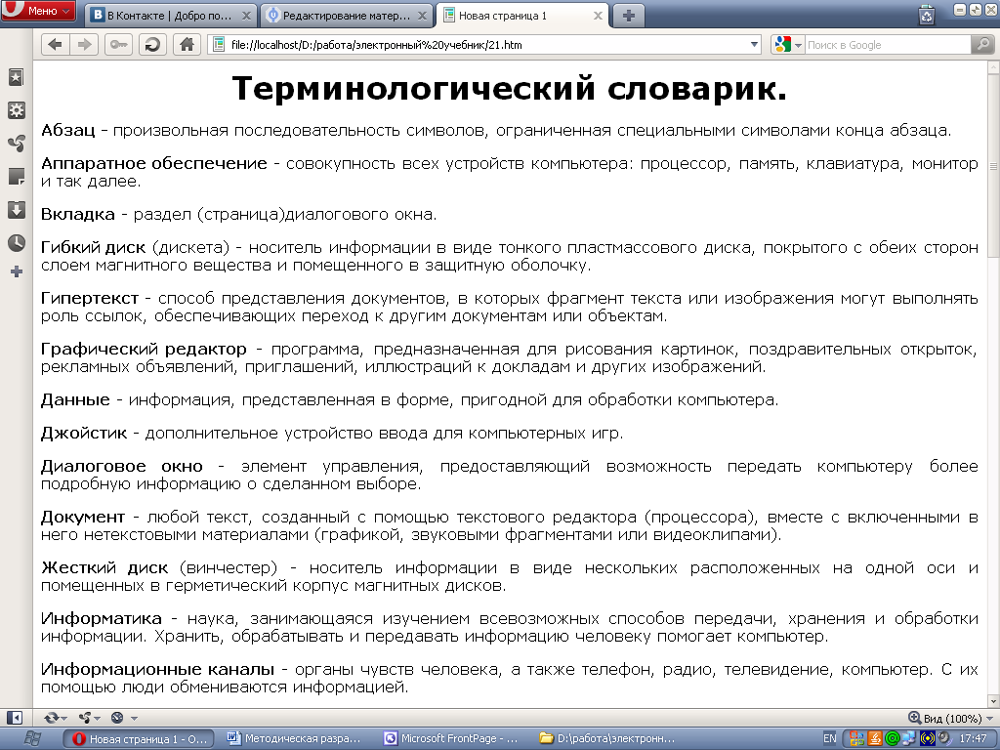 Меню
В Контакте | Добро по...
Редактирование матер...
Новая страница 1
file://localhost/D:/работа/электронный%20учебник/21.htm
Поиск в Google
Терминологический словарик.
Абзац - произвольная последовательность символов, ограниченная специальными символами конца абзаца.
Аппаратное обеспечение - совокупность всех устройств компьютера: процессор, память, клавиатура, монитор
и так далее.
Вкладка - раздел (страница)диалогового окна.
Гибкий диск (дискета) - носитель информации в виде тонкого пластмассового диска, покрытого с обеих сторон
слоем магнитного вещества и помещенного в защитную оболочку.
Гипертекст - способ представления документов, в которых фрагмент текста или изображения могут выполнять
роль ссылок, обеспечивающих переход к другим документам или объектам.
Графический редактор - программа, предназначенная для рисования картинок, поздравительных открыток,
рекламных объявлений, приглашений, иллюстраций к докладам и других изображений.
Данные - информация, представленная в форме, пригодной для обработки компьютера.
Джойстик - дополнительное устройство ввода для компьютерных игр.
Диалоговое окно - элемент управления, предоставляющий возможность передать компьютеру более
подробную информацию о сделанном выборе.
Документ - любой текст, созданный с помощью текстового редактора (процессора), вместе с включенными в
него нетекстовыми материалами (графикой, звуковыми фрагментами или видеоклипами).
Жесткий диск (винчестер) - носитель информации в виде нескольких расположенных на одной оси и
помещенных в герметический корпус магнитных дисков.
Информатика - наука, занимающаяся изучением всевозможных способов передачи, хранения и обработки
информации. Хранить, обрабатывать и передавать информацию человеку помогает компьютер.
Информационные каналы - органы чувств человека, а также телефон, радио, телевидение, компьютер. С их
помощью люди обмениваются информацией.
Вид (100%)
Новая страница 1 - O...
Методическая разра...
Microsoft FrontPage - ...
D:\работа\электронн...
EN
17:47